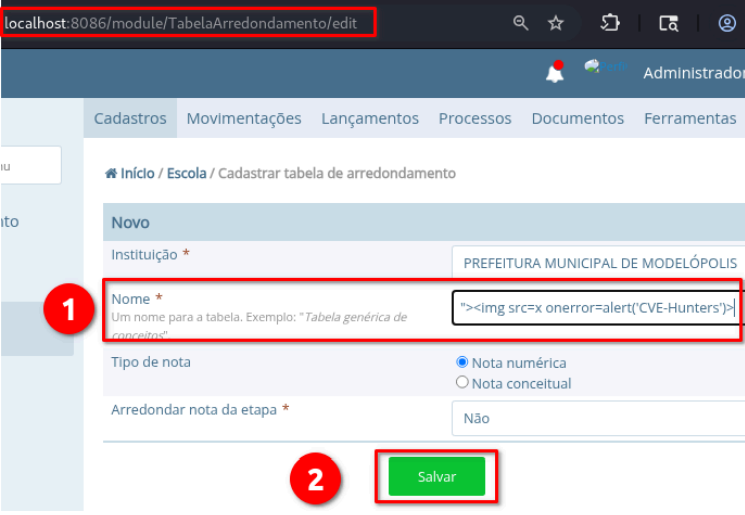 localhost:8086/module/TabelaArredondamento/edit
Administrador
Cadastros Movimentações Lançamentos Processos Documentos Ferramentas
nu
Início / Escola / Cadastrar tabela de arredondamento
nto
Novo
Instituição *
PREFEITURA MUNICIPAL DE MODELÓPOLIS
1
Nome *
"><img src=x onerror=alert('CVE-Hunters')>
Um nome para a tabela. Exemplo: "Tabela genérica de
conceitos".
Tipo de nota
Nota numérica
Nota conceitual
Arredondar nota da etapa *
Não
2
Salvar